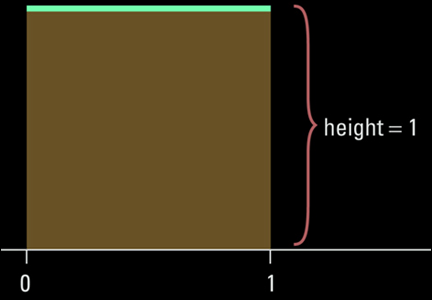 height = 1
0
1